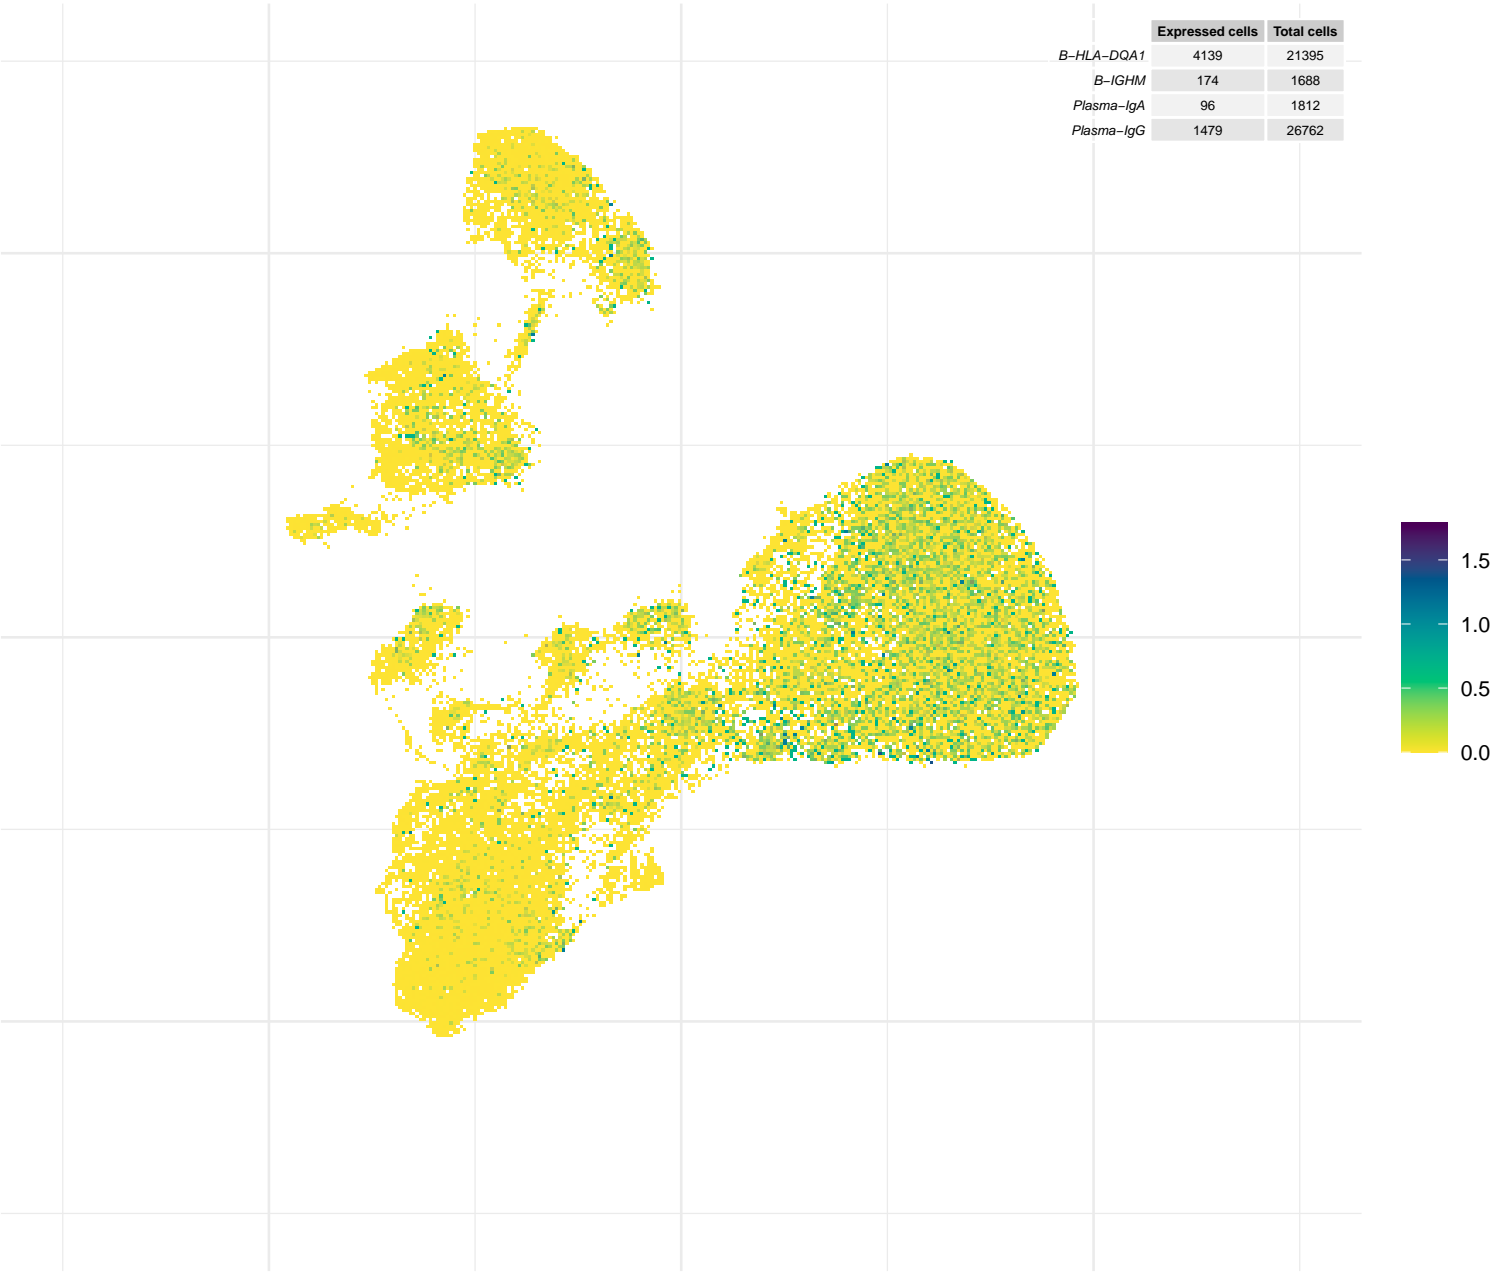 Expressed cells Total cells
B−HLA−DQA1 4139 21395
B−IGHM 174 1688
Plasma−IgA 96 1812
Plasma−IgG 1479 26762
1.5
1.0
0.5
0.0